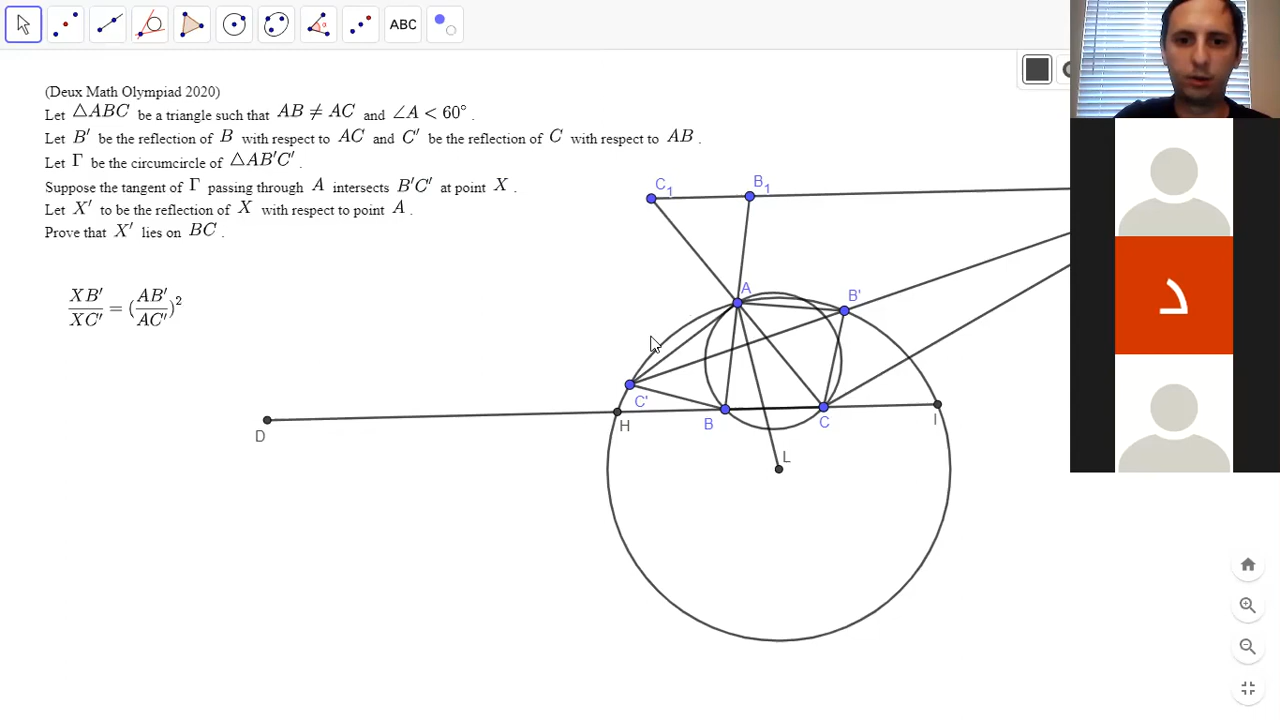 ABC
(Deux Math Olympiad 2020)
Let △ABC be a triangle such that AB ≠ AC and ∠A < 60° .
Let B′ be the reflection of B with respect to AC and C′ be the reflection of C with respect to AB .
Let Γ be the circumcircle of △AB′C′ .
Suppose the tangent of Γ passing through A intersects B′C′ at point X .
Let X′ to be the reflection of X with respect to point A .
Prove that X′ lies on BC .
XB′/XC′ = (AB′/AC′)²
C₁
B₁
A
B'
C'
D
H
B
C
I
L
ד